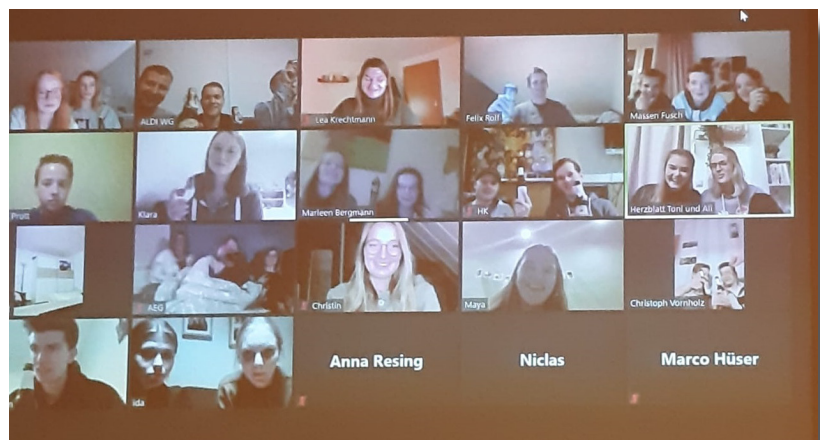 ALDI WG
Lea Krechtmann
Felix Rolf
Massen Fusch
Prutt
Klara
Marleen Bergmann
HK
Herzblatt Toni und Ali
AEG
Christin
Maya
Christoph Vornholz
ida
Anna Resing
Niclas
Marco Hüser